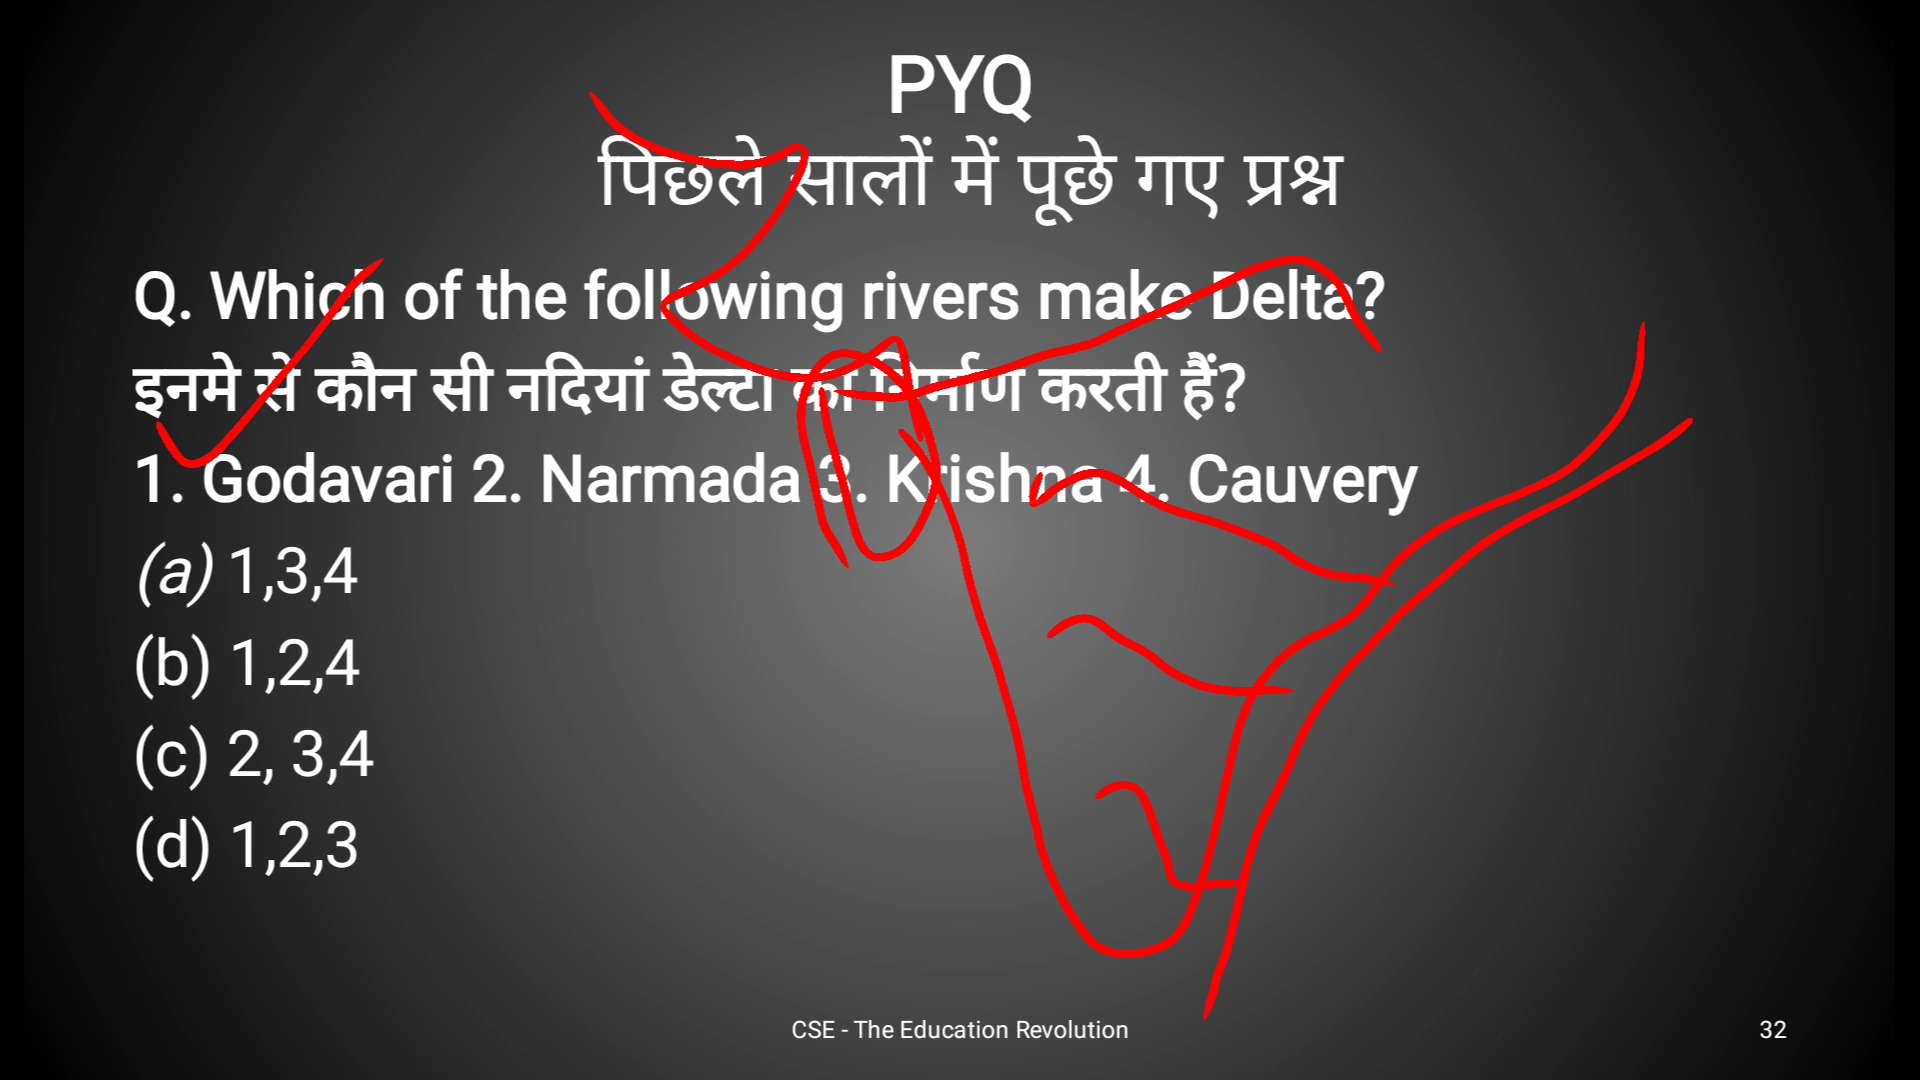 PYQ
पिछले सालों में पूछे गए प्रश्न
Q. Which of the following rivers make Delta?
इनमे से कौन सी नदियां डेल्टा का निर्माण करती हैं?
1. Godavari 2. Narmada 3. Krishna 4. Cauvery
(a) 1,3,4
(b) 1,2,4
(c) 2, 3,4
(d) 1,2,3
CSE - The Education Revolution
32